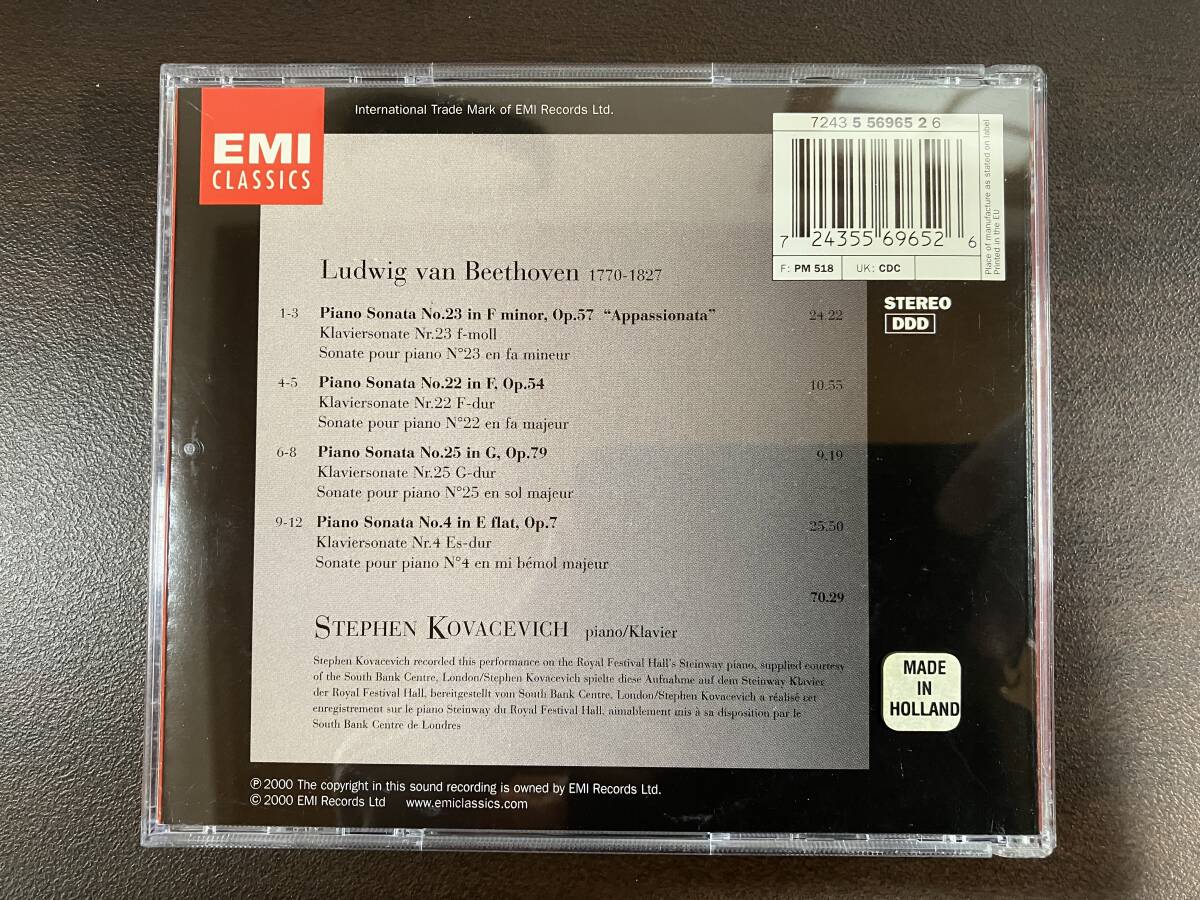 International Trade Mark of EMI Records Ltd.
EMI
CLASSICS
7243 5 56965 2 6
7 24355 69652 6
F: PM 518 UK: CDC
Place of manufacture as stated on label
Printed in the EU
STEREO
DDD
Ludwig van Beethoven 1770-1827
1-3 Piano Sonata No.23 in F minor, Op.57 “Appassionata” 24.22
Klaviersonate Nr.23 f-moll
Sonate pour piano N°23 en fa mineur
4-5 Piano Sonata No.22 in F, Op.54 10.55
Klaviersonate Nr.22 F-dur
Sonate pour piano N°22 en fa majeur
6-8 Piano Sonata No.25 in G, Op.79 9.19
Klaviersonate Nr.25 G-dur
Sonate pour piano N°25 en sol majeur
9-12 Piano Sonata No.4 in E flat, Op.7 25.50
Klaviersonate Nr.4 Es-dur
Sonate pour piano N°4 en mi bémol majeur
70.29
STEPHEN KOVACEVICH piano/Klavier
Stephen Kovacevich recorded this performance on the Royal Festival Hall's Steinway piano, supplied courtesy
of the South Bank Centre, London/Stephen Kovacevich spielte diese Aufnahme auf dem Steinway Klavier
der Royal Festival Hall, bereitgestellt vom South Bank Centre, London/Stephen Kovacevich a réalisé cet
enregistrement sur le piano Steinway du Royal Festival Hall, aimablement mis à sa disposition par le
South Bank Centre de Londres
MADE
IN
HOLLAND
℗ 2000 The copyright in this sound recording is owned by EMI Records Ltd.
© 2000 EMI Records Ltd www.emiclassics.com